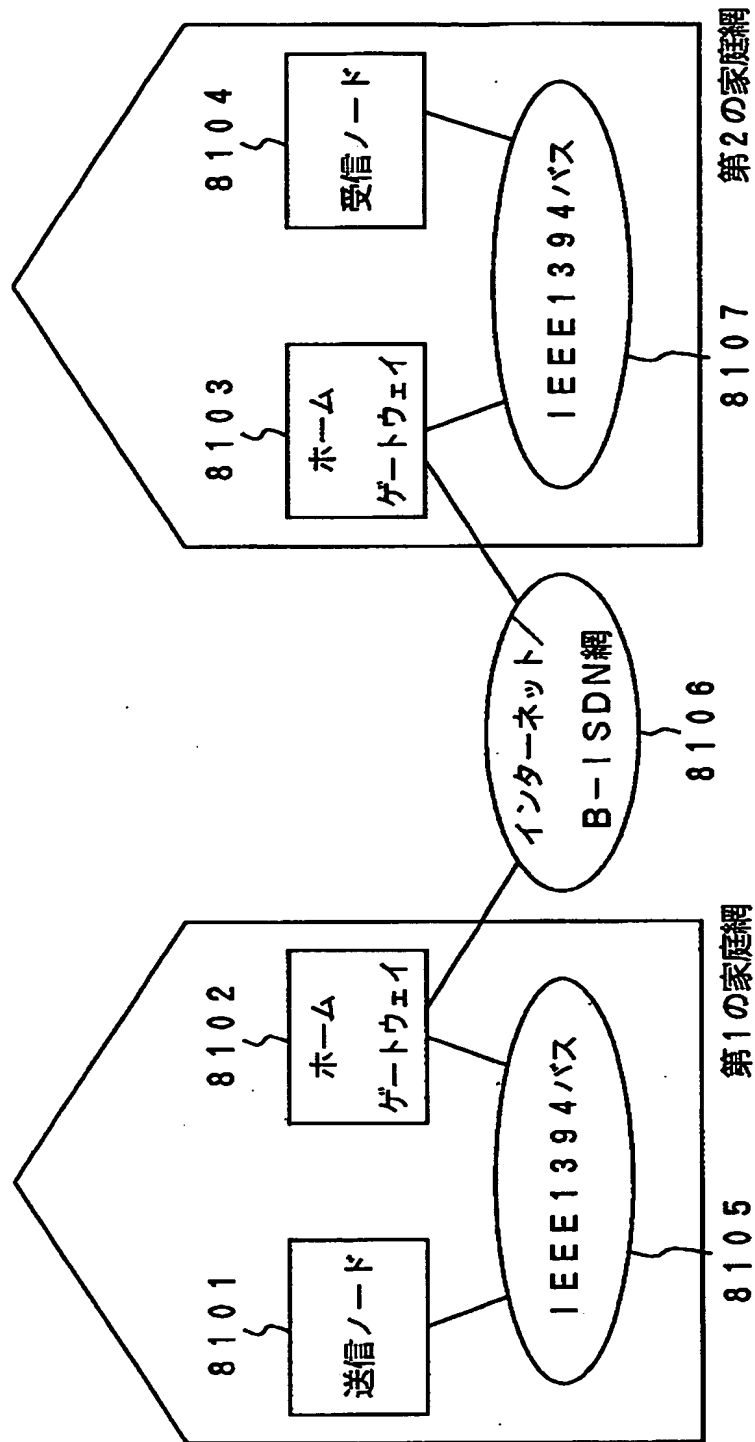 8101
送信ノード
8102
ホーム
ゲートウェイ
IEEE1394バス
8105
第1の家庭網
インターネット/
B-ISDN網
8106
8103
ホーム
ゲートウェイ
8104
受信ノード
IEEE1394バス
8107
第2の家庭網